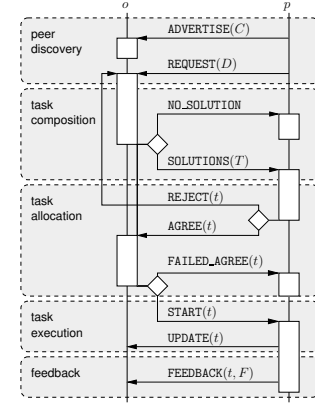 o p
peer
discovery
ADVERTISE(C)
REQUEST(D)
task
composition
NO_SOLUTION
SOLUTIONS(T)
task
allocation
REJECT(t)
AGREE(t)
FAILED_AGREE(t)
task
execution
START(t)
UPDATE(t)
feedback
FEEDBACK(t, F)